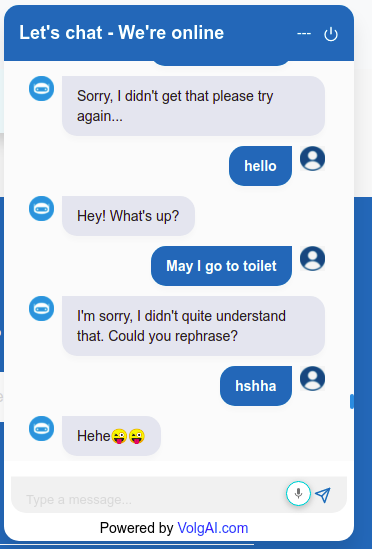 Let's chat - We're online
---
Sorry, I didn't get that please try
again...
hello
Hey! What's up?
May I go to toilet
I'm sorry, I didn't quite understand
that. Could you rephrase?
hshha
Hehe😜😜
Type a message...
Powered by VolgAI.com